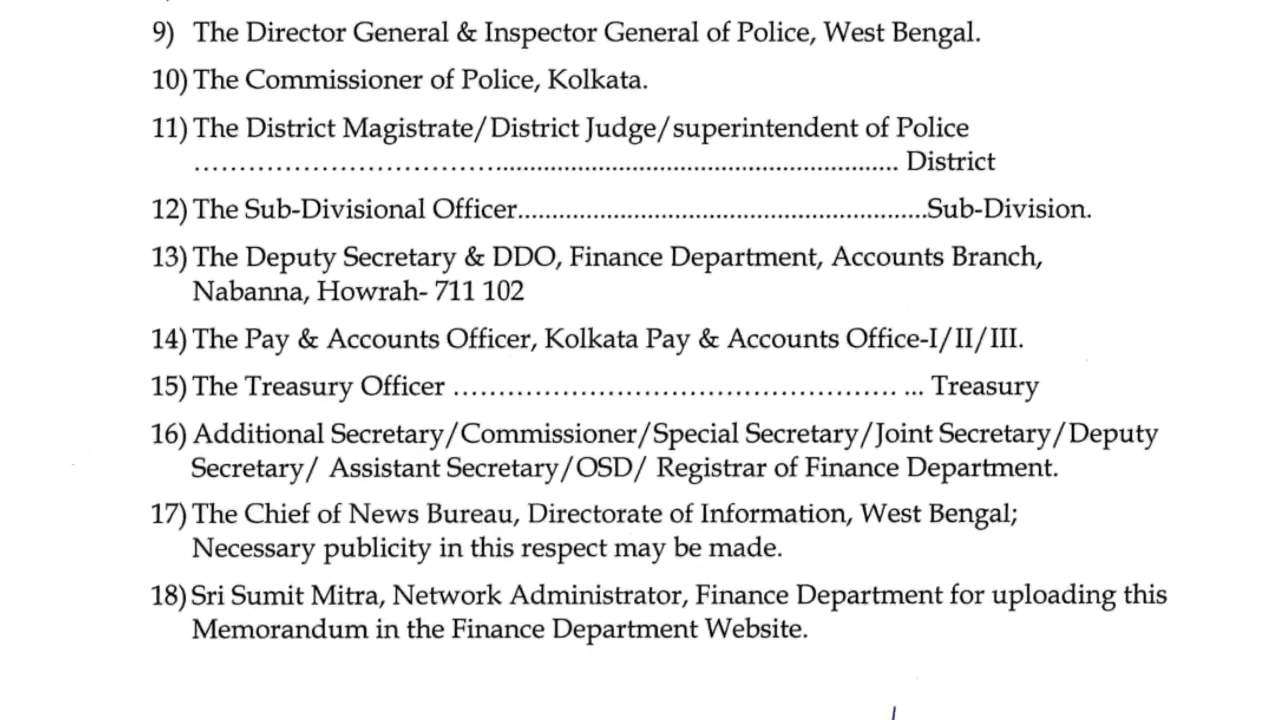 9) The Director General & Inspector General of Police, West Bengal.
10) The Commissioner of Police, Kolkata.
11) The District Magistrate/District Judge/superintendent of Police
................................................................................................ District
12) The Sub-Divisional Officer............................................................Sub-Division.
13) The Deputy Secretary & DDO, Finance Department, Accounts Branch,
Nabanna, Howrah- 711 102
14) The Pay & Accounts Officer, Kolkata Pay & Accounts Office-I/II/III.
15) The Treasury Officer ................................................ ... Treasury
16) Additional Secretary/Commissioner/Special Secretary/Joint Secretary/Deputy
Secretary/ Assistant Secretary/OSD/ Registrar of Finance Department.
17) The Chief of News Bureau, Directorate of Information, West Bengal;
Necessary publicity in this respect may be made.
18) Sri Sumit Mitra, Network Administrator, Finance Department for uploading this
Memorandum in the Finance Department Website.